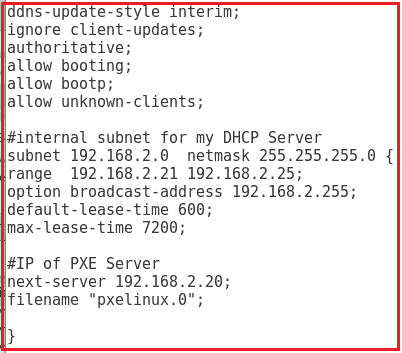 ddns-update-style interim;
ignore client-updates;
authoritative;
allow booting;
allow bootp;
allow unknown-clients;
#internal subnet for my DHCP Server
subnet 192.168.2.0  netmask 255.255.255.0 {
range  192.168.2.21 192.168.2.25;
option broadcast-address 192.168.2.255;
default-lease-time 600;
max-lease-time 7200;
#IP of PXE Server
next-server 192.168.2.20;
filename "pxelinux.0";
}